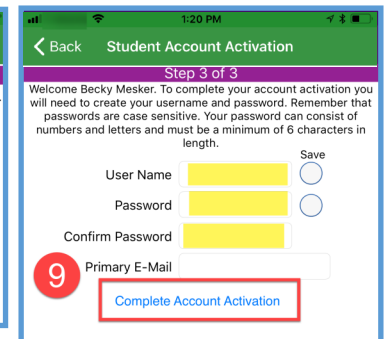 1:20 PM
Back Student Account Activation
Step 3 of 3
Welcome Becky Mesker. To complete your account activation you
will need to create your username and password. Remember that
passwords are case sensitive. Your password can consist of
numbers and letters and must be a minimum of 6 characters in
length.
Save
User Name
Password
Confirm Password
9 Primary E-Mail
Complete Account Activation